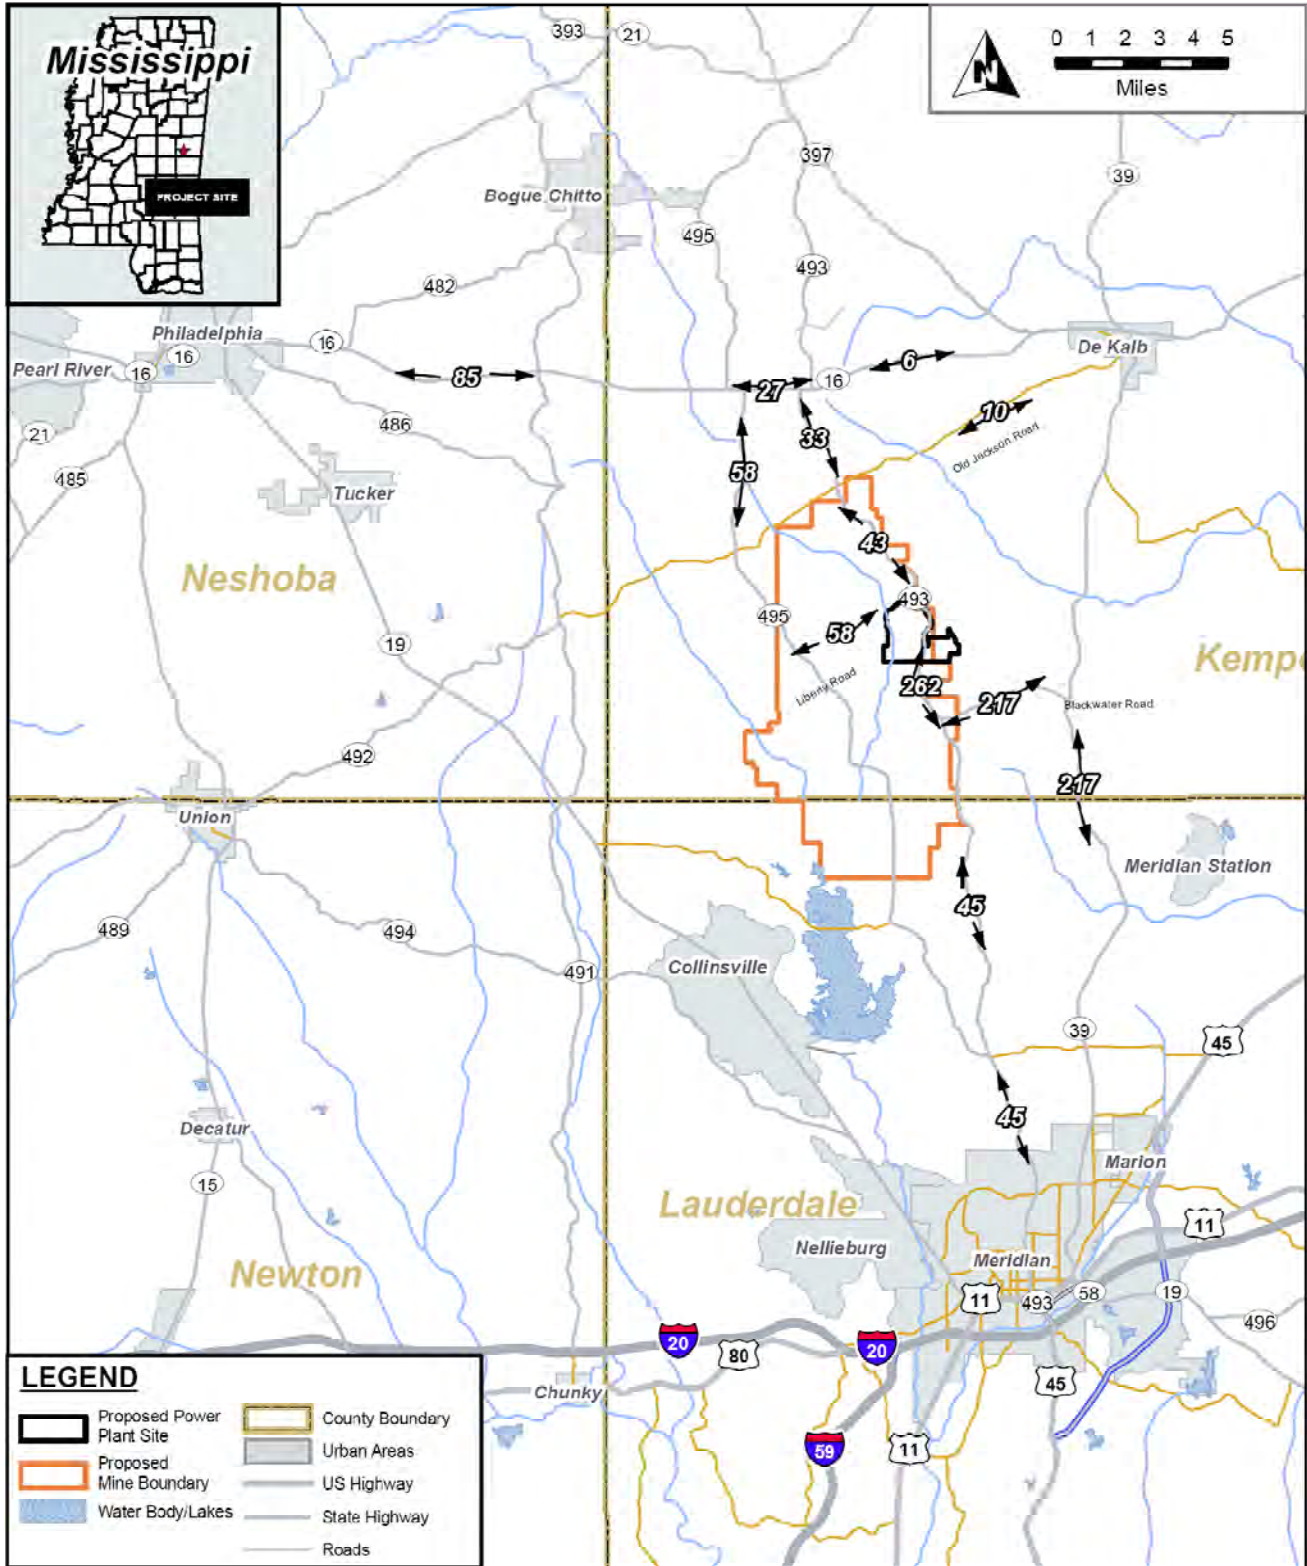 Mississippi
PROJECT SITE
393
21
N
0 1 2 3 4 5
Miles
397
39
Bogue Chitto
495
493
482
Philadelphia
16
16
16
Pearl River
85
27
16
6
De Kalb
21
486
33
10
Old Jackson Road
485
58
Tucker
43
Neshoba
493
495
58
19
Kempe
262
Liberty Road
217
Blackwater Road
492
217
Union
Meridian Station
489
494
45
491
Collinsville
39
45
45
Decatur
Marion
15
Lauderdale
11
Nellieburg
Meridian
Newton
11
493
58
19
496
20
20
80
45
Chunky
59
11
LEGEND
Proposed Power
Plant Site
Proposed
Mine Boundary
Water Body/Lakes
County Boundary
Urban Areas
US Highway
State Highway
Roads